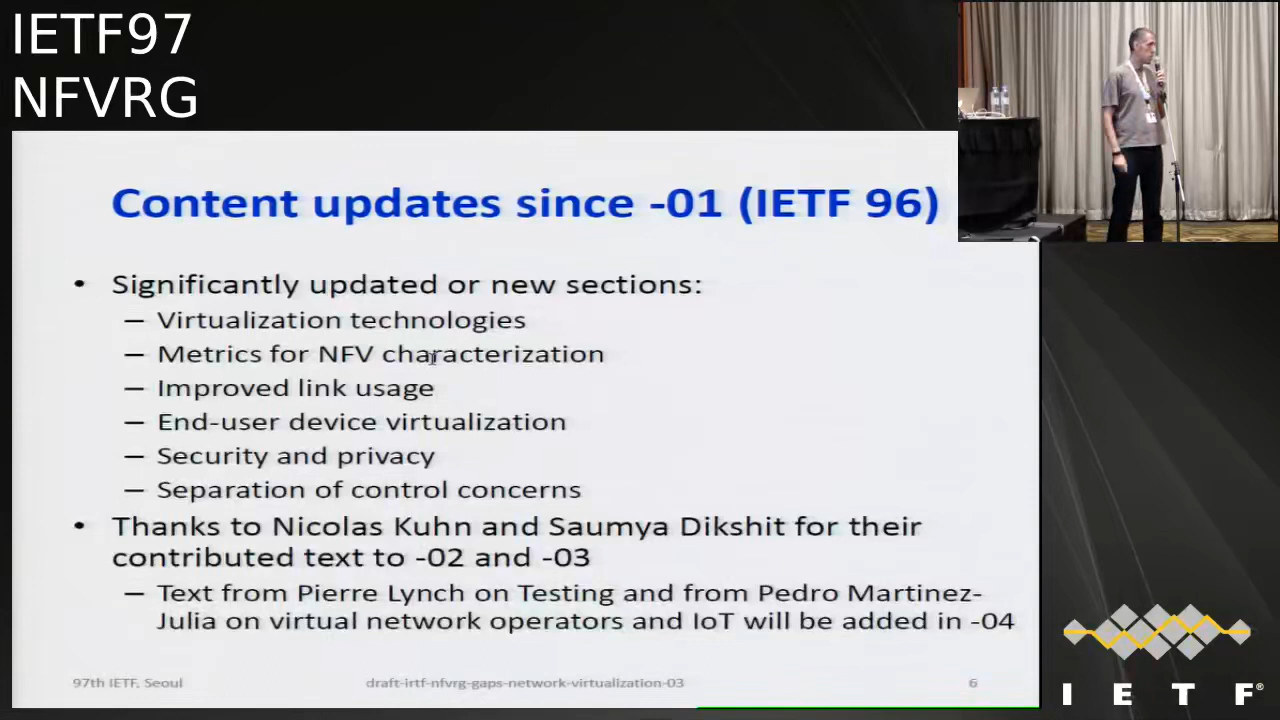 IETF97
NFVRG
Content updates since -01 (IETF 96)
• Significantly updated or new sections:
– Virtualization technologies
– Metrics for NFV characterization
– Improved link usage
– End-user device virtualization
– Security and privacy
– Separation of control concerns
• Thanks to Nicolas Kuhn and Saumya Dikshit for their
contributed text to -02 and -03
– Text from Pierre Lynch on Testing and from Pedro Martinez-
Julia on virtual network operators and IoT will be added in -04
97th IETF, Seoul draft-irtf-nfvrg-gaps-network-virtualization-03 6
I E T F®